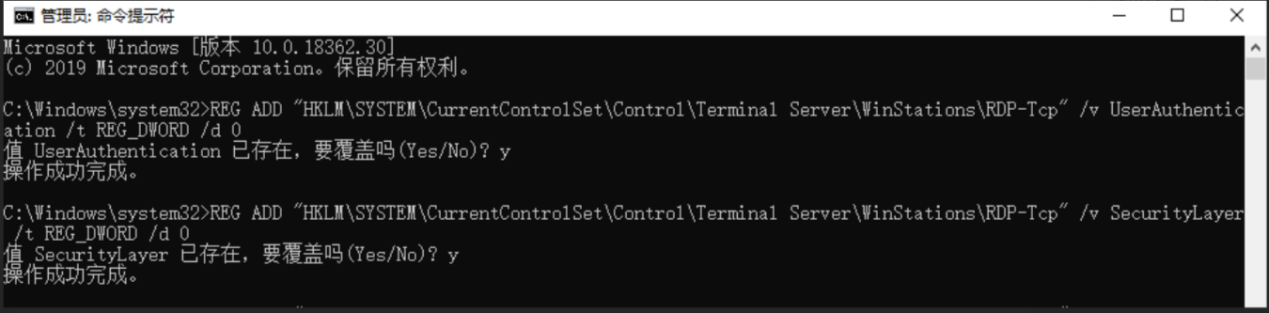 管理员: 命令提示符
Microsoft Windows [版本 10.0.18362.30]
(c) 2019 Microsoft Corporation。保留所有权利。
C:\Windows\system32>REG ADD "HKLM\SYSTEM\CurrentControlSet\Control\Terminal Server\WinStations\RDP-Tcp" /v UserAuthentic
ation /t REG_DWORD /d 0
值 UserAuthentication 已存在，要覆盖吗(Yes/No)? y
操作成功完成。
C:\Windows\system32>REG ADD "HKLM\SYSTEM\CurrentControlSet\Control\Terminal Server\WinStations\RDP-Tcp" /v SecurityLayer
/t REG_DWORD /d 0
值 SecurityLayer 已存在，要覆盖吗(Yes/No)? y
操作成功完成。